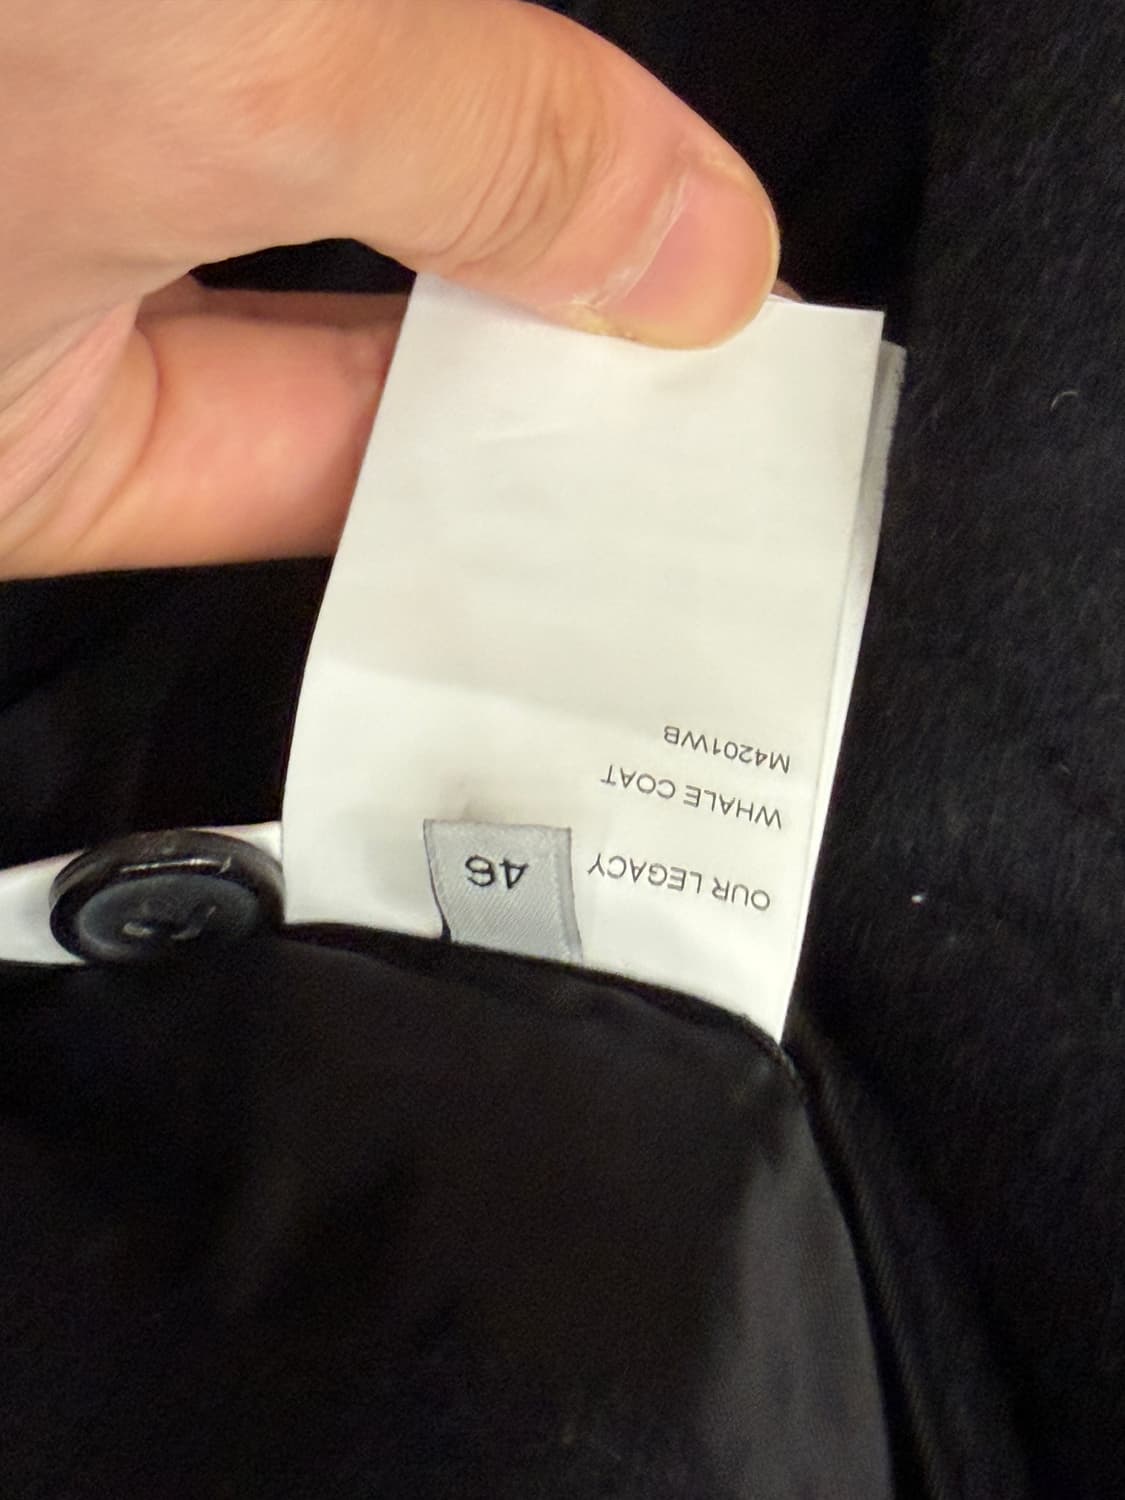 OUR LEGACY
46
WHALE COAT
M4201WB